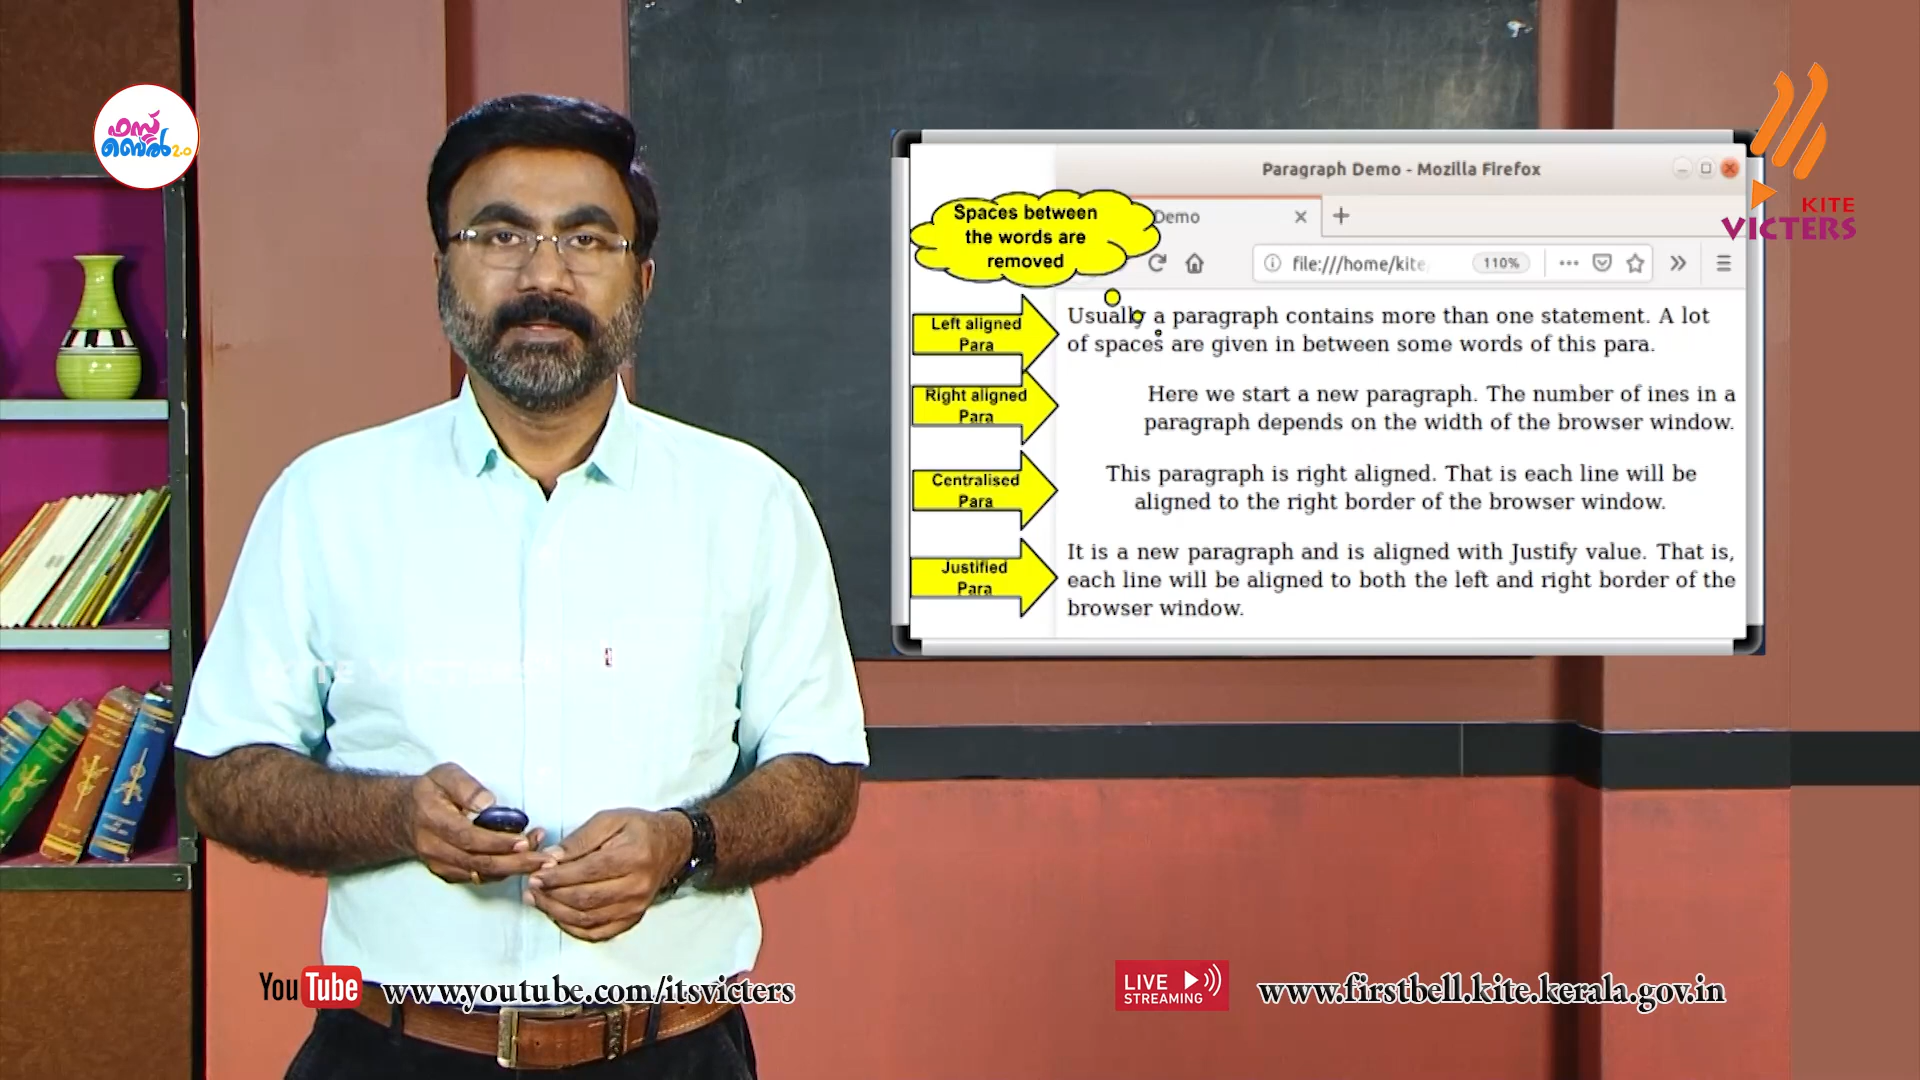 ഫസ്റ്റ്
ബെൽ 2.0
KITE
VICTERS
Paragraph Demo - Mozilla Firefox
Demo
file:///home/kite
110%
Spaces between
the words are
removed
Left aligned
Para
Usually a paragraph contains more than one statement. A lot
of spaces are given in between some words of this para.
Right aligned
Para
Here we start a new paragraph. The number of ines in a
paragraph depends on the width of the browser window.
Centralised
Para
This paragraph is right aligned. That is each line will be
aligned to the right border of the browser window.
Justified
Para
It is a new paragraph and is aligned with Justify value. That is,
each line will be aligned to both the left and right border of the
browser window.
KITE VICTERS
YouTube
www.youtube.com/itsvicters
LIVE
STREAMING
www.firstbell.kite.kerala.gov.in